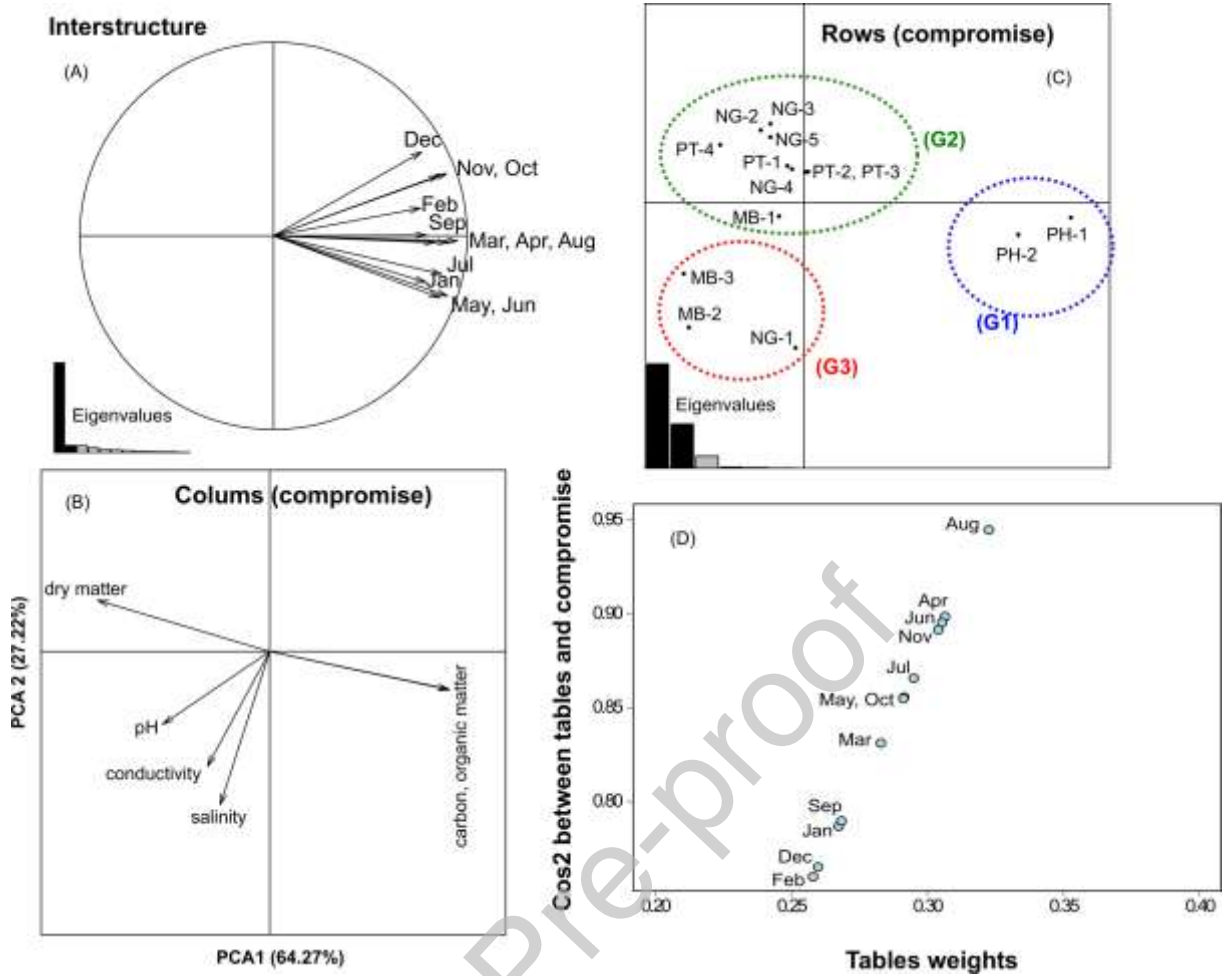 Interstructure
(A)
Dec
Nov, Oct
Feb
Sep
Mar, Apr, Aug
Jul
Jan
May, Jun
Eigenvalues
Rows (compromise)
(C)
NG-3
NG-2
NG-5
PT-4
(G2)
PT-1
PT-2, PT-3
NG-4
MB-1
PH-1
PH-2
MB-3
MB-2
(G1)
NG-1
(G3)
Eigenvalues
Colums (compromise)
(B)
dry matter
pH
conductivity
salinity
carbon, organic matter
PCA 2 (27.22%)
PCA1 (64.27%)
Cos2 between tables and compromise
(D)
0.95
0.90
0.85
0.80
Aug
Apr
Jun
Nov
Jul
May, Oct
Mar
Sep
Jan
Dec
Feb
0.20
0.25
0.30
0.35
0.40
Tables weights
Pre-proof